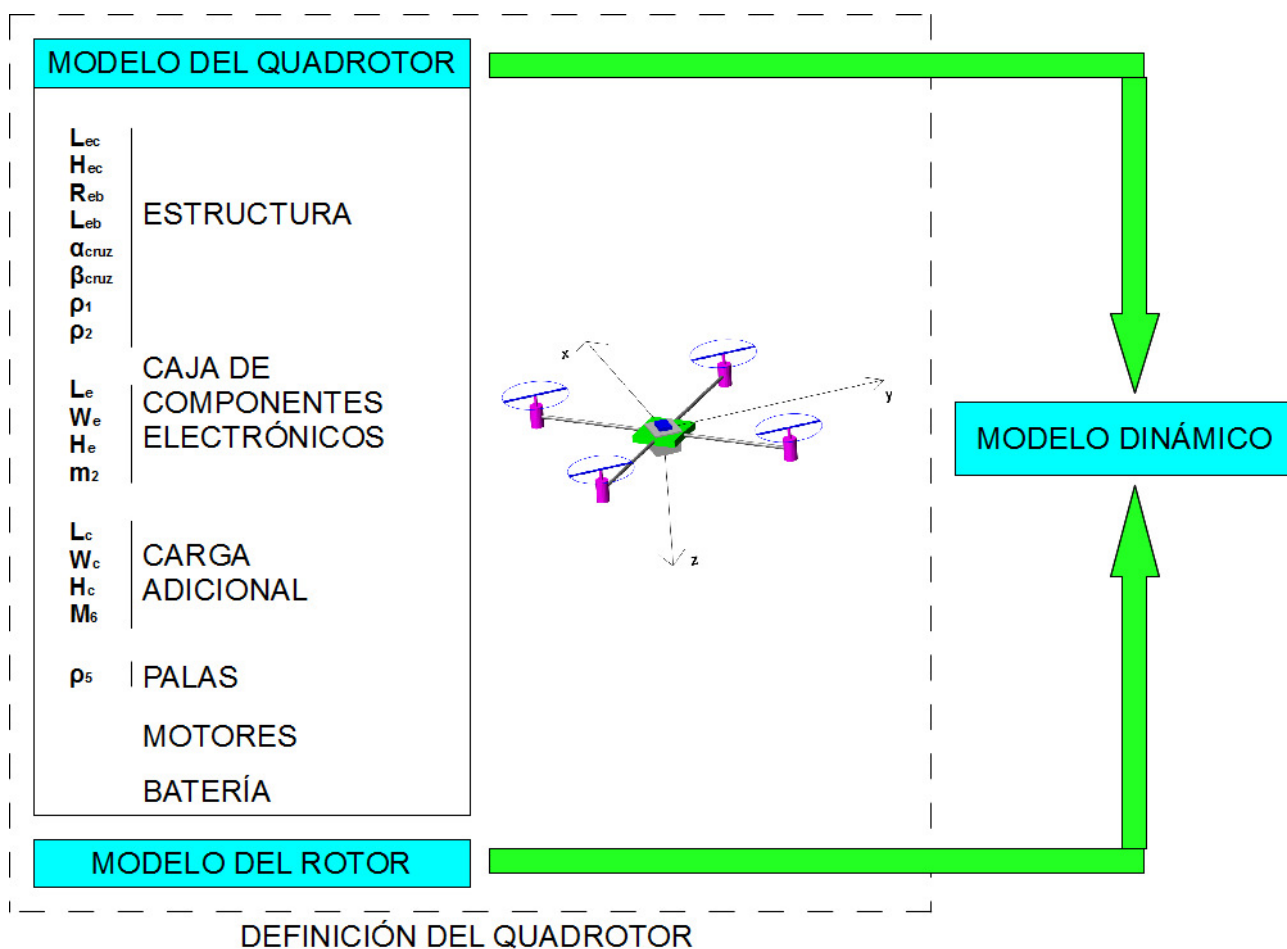 MODELO DEL QUADROTOR
Lec
Hec
Reb
Leb
αcruz
βcruz
ρ1
ρ2
ESTRUCTURA
Le
We
He
m2
CAJA DE
COMPONENTES
ELECTRÓNICOS
Lc
Wc
Hc
M6
CARGA
ADICIONAL
ρ5
PALAS
MOTORES
BATERÍA
MODELO DEL ROTOR
x
y
z
MODELO DINÁMICO
DEFINICIÓN DEL QUADROTOR